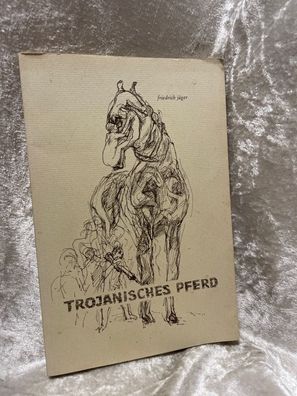 friedrich jäger
TROJANISCHES PFERD